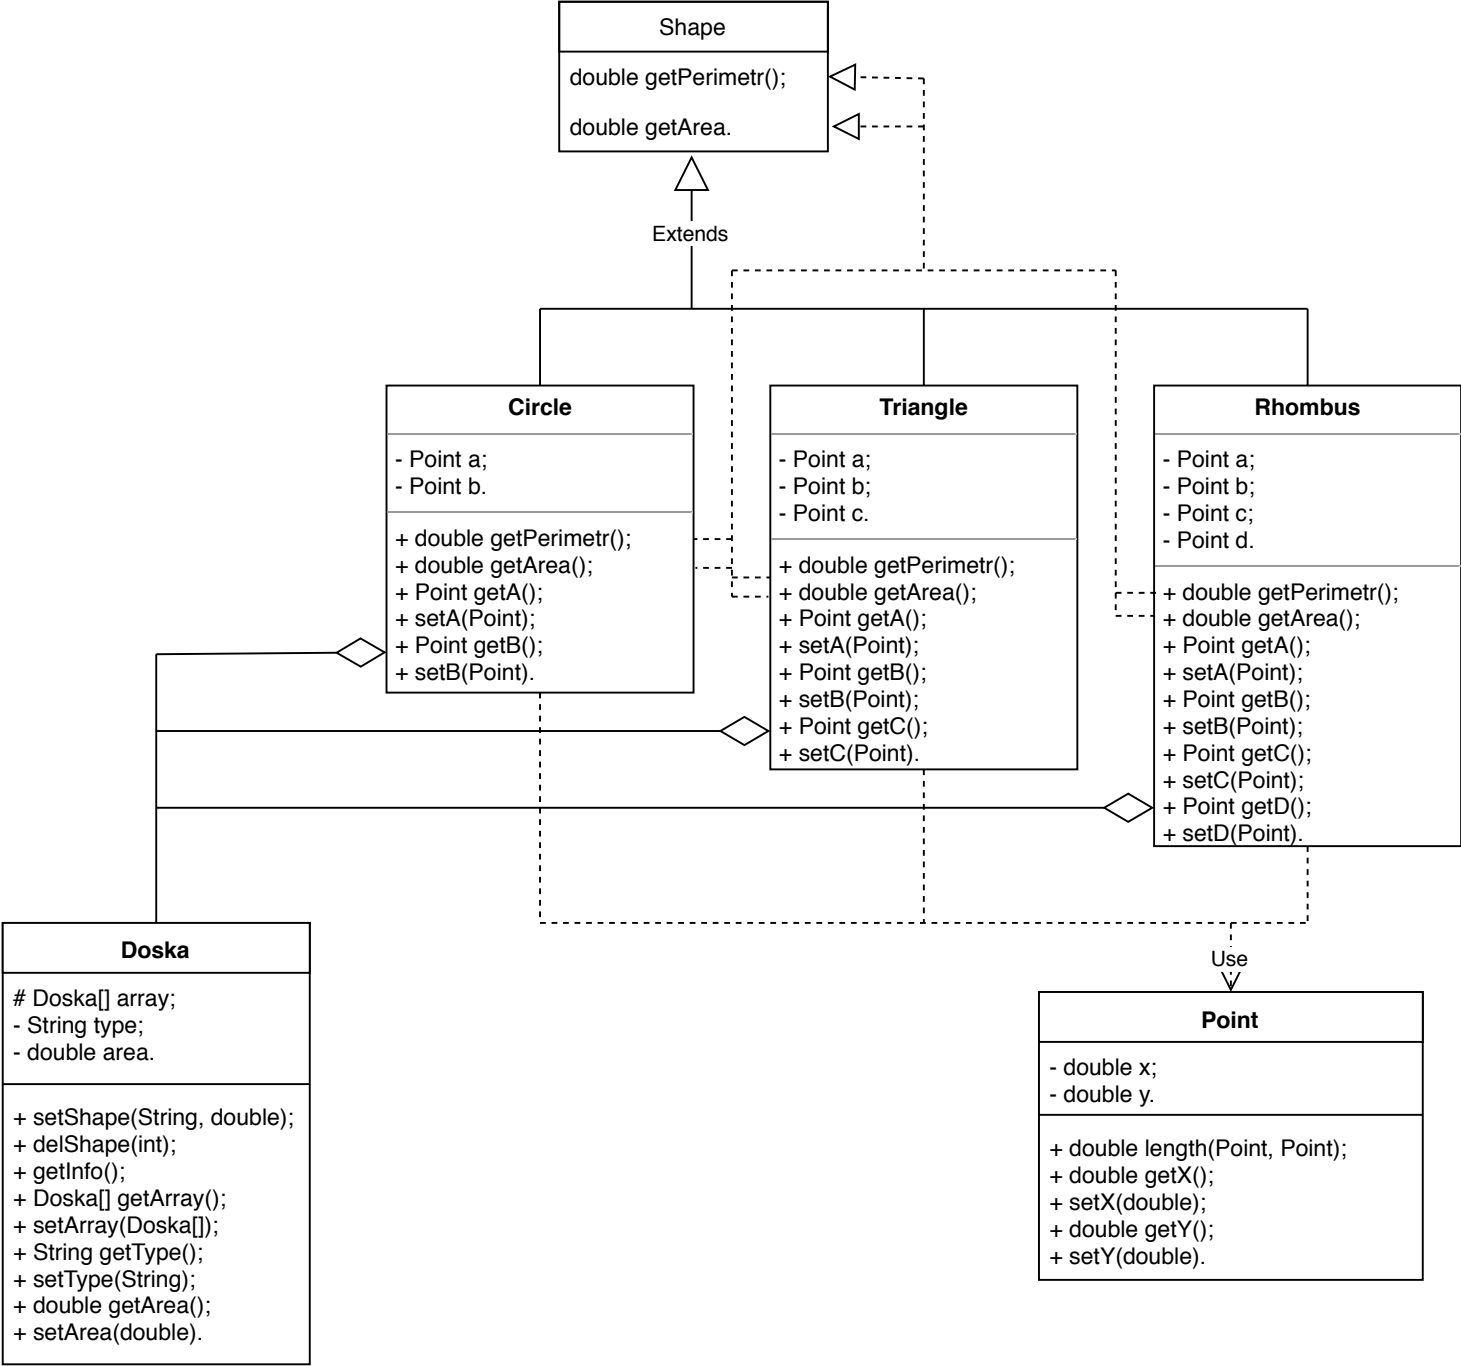 Shape
double getPerimetr();
double getArea.
Extends
Circle
- Point a;
- Point b.
+ double getPerimetr();
+ double getArea();
+ Point getA();
+ setA(Point);
+ Point getB();
+ setB(Point).
Triangle
- Point a;
- Point b;
- Point c.
+ double getPerimetr();
+ double getArea();
+ Point getA();
+ setA(Point);
+ Point getB();
+ setB(Point);
+ Point getC();
+ setC(Point).
Rhombus
- Point a;
- Point b;
- Point c;
- Point d.
+ double getPerimetr();
+ double getArea();
+ Point getA();
+ setA(Point);
+ Point getB();
+ setB(Point);
+ Point getC();
+ setC(Point);
+ Point getD();
+ setD(Point).
Doska
# Doska[] array;
- String type;
- double area.
+ setShape(String, double);
+ delShape(int);
+ getInfo();
+ Doska[] getArray();
+ setArray(Doska[]);
+ String getType();
+ setType(String);
+ double getArea();
+ setArea(double).
Use
Point
- double x;
- double y.
+ double length(Point, Point);
+ double getX();
+ setX(double);
+ double getY();
+ setY(double).